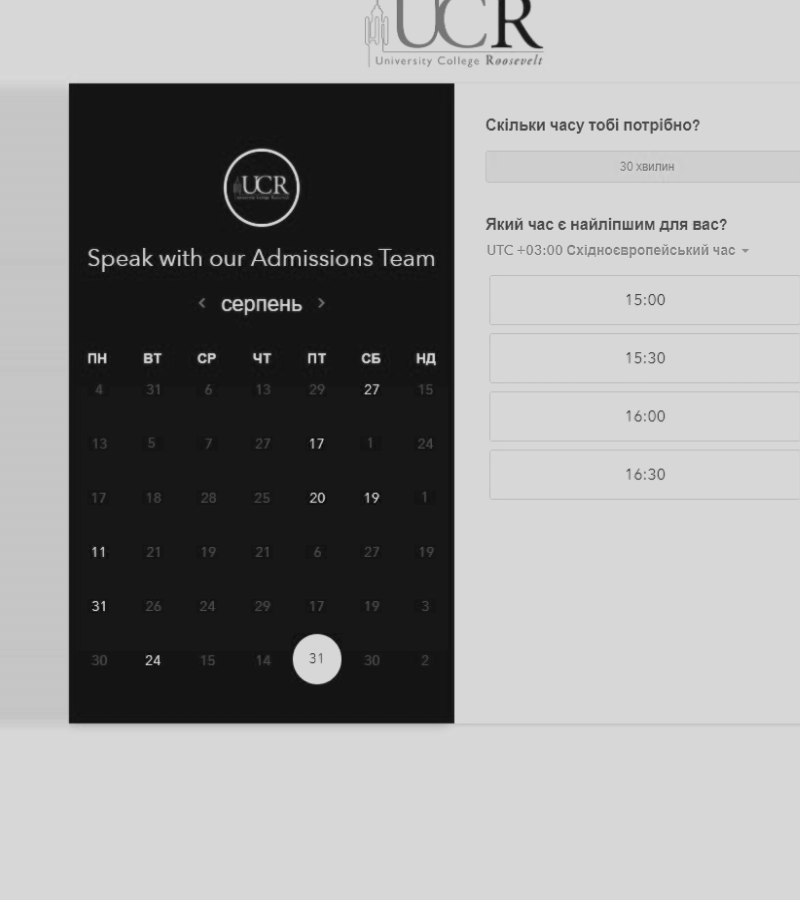 UCR
University College Roosevelt
UCR
Speak with our Admissions Team
< серпень >
ПН ВТ СР ЧТ ПТ СБ НД
4 31 6 13 29 27 15
13 5 7 27 17 1 24
17 18 28 25 20 19 1
11 21 19 21 6 27 19
31 26 24 29 17 19 3
30 24 15 14 31 30 2
Скільки часу тобі потрібно?
30 хвилин
Який час є найліпшим для вас?
UTC +03:00 Східноєвропейський час
15:00
15:30
16:00
16:30